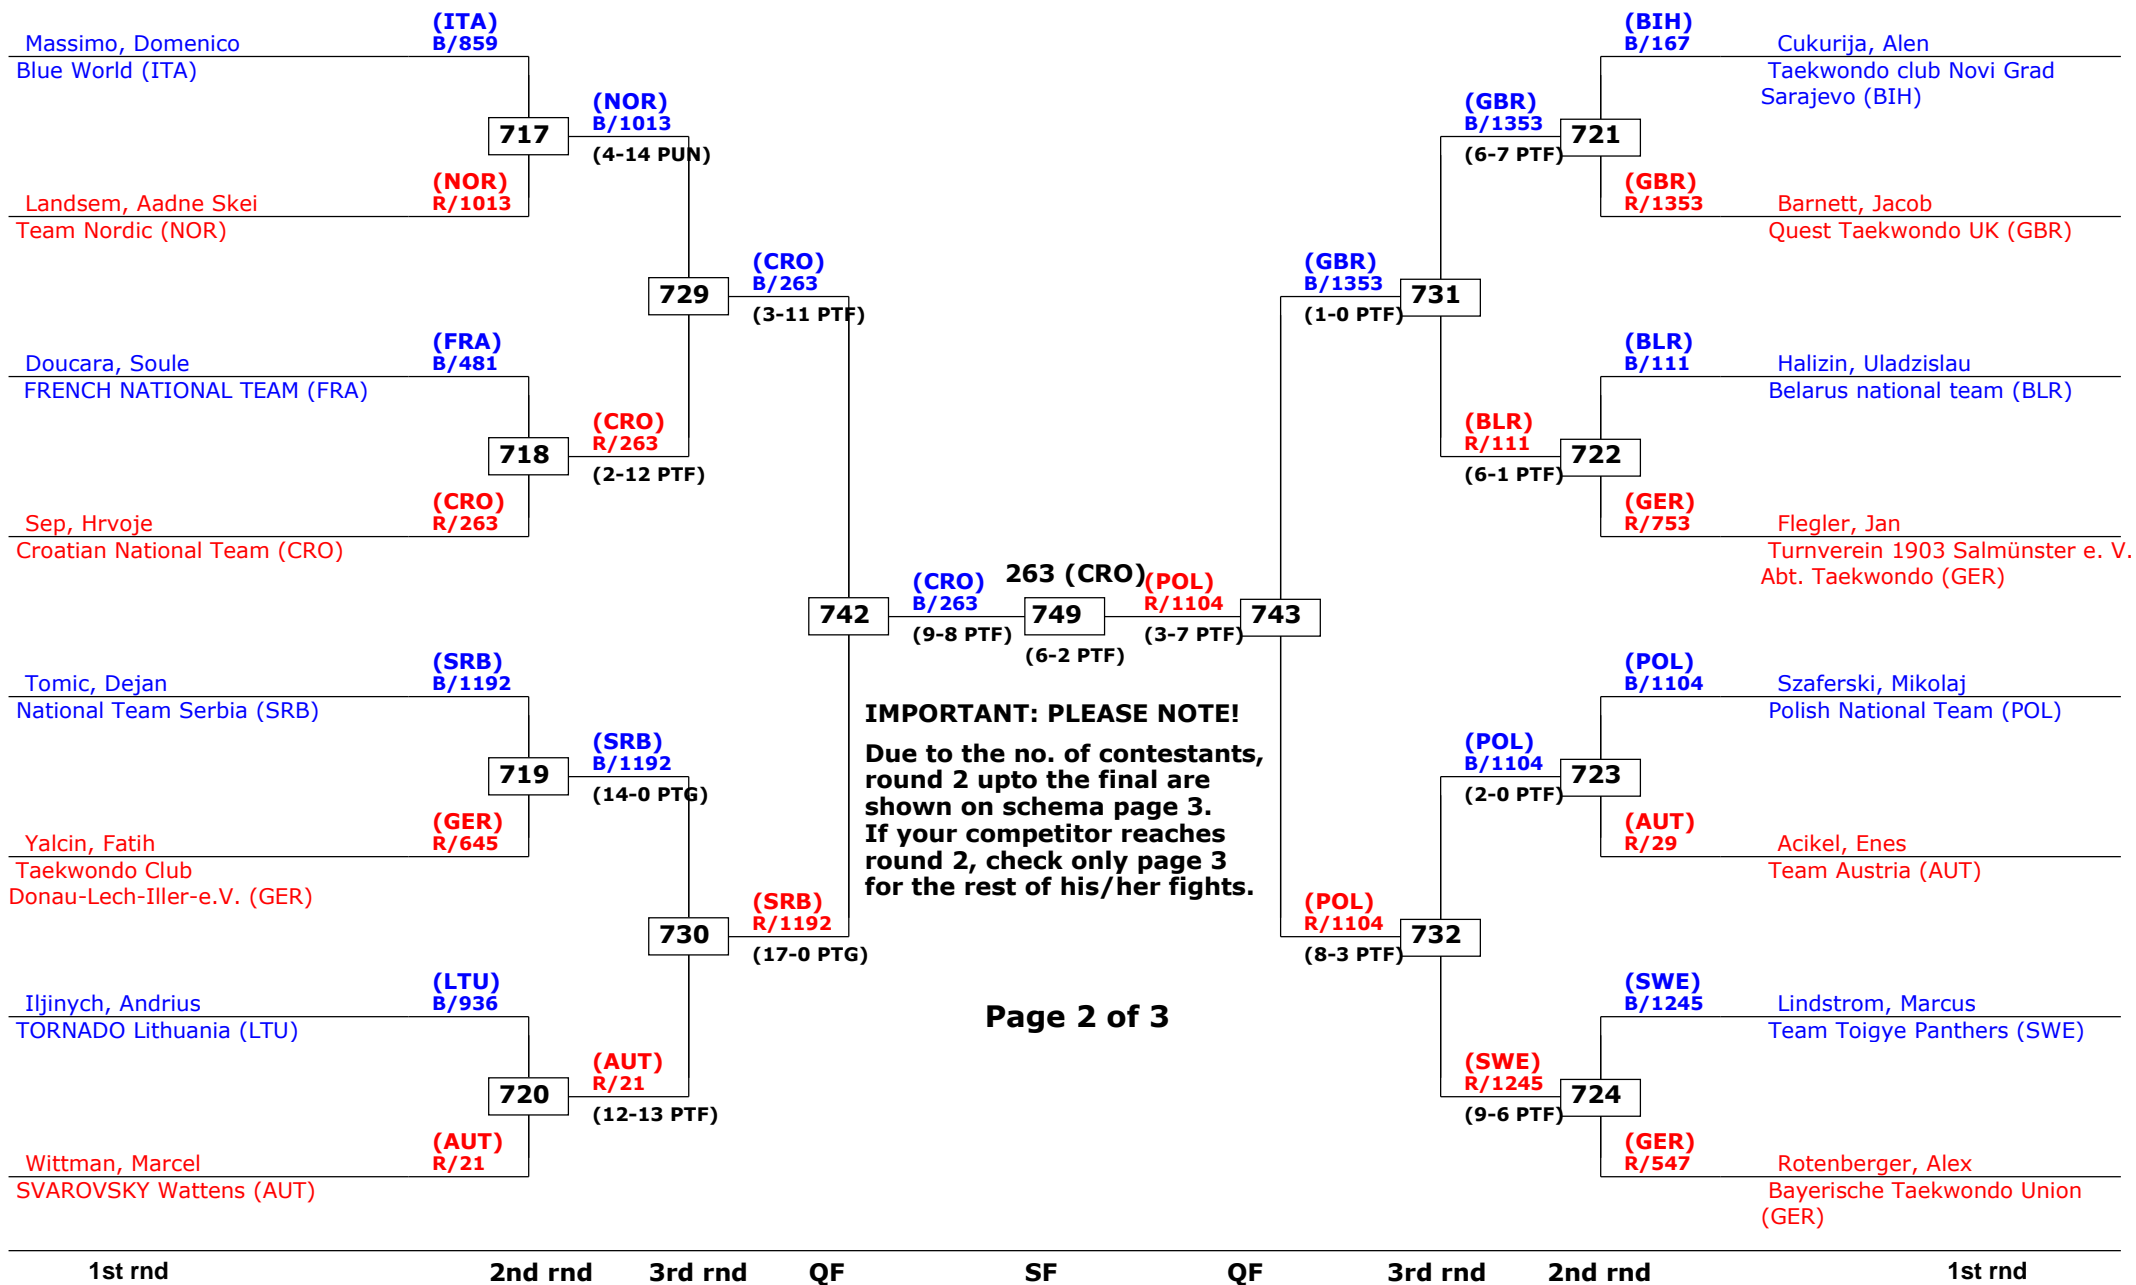 (ITA)
B/859
Massimo, Domenico
Blue World (ITA)
717
(NOR)
B/1013
(4-14 PUN)
(NOR)
R/1013
Landsem, Aadne Skei
Team Nordic (NOR)
729
(CRO)
B/263
(3-11 PTF)
(FRA)
B/481
Doucara, Soule
FRENCH NATIONAL TEAM (FRA)
718
(CRO)
R/263
(2-12 PTF)
(CRO)
R/263
Sep, Hrvoje
Croatian National Team (CRO)
742
(CRO)
B/263
(9-8 PTF)
263 (CRO)
749
(6-2 PTF)
(POL)
R/1104
(3-7 PTF)
743
(SRB)
B/1192
Tomic, Dejan
National Team Serbia (SRB)
719
(SRB)
B/1192
(14-0 PTG)
(GER)
R/645
Yalcin, Fatih
Taekwondo Club
Donau-Lech-Iller-e.V. (GER)
730
(SRB)
R/1192
(17-0 PTG)
(LTU)
B/936
Iljinych, Andrius
TORNADO Lithuania (LTU)
720
(AUT)
R/21
(12-13 PTF)
(AUT)
R/21
Wittman, Marcel
SVAROVSKY Wattens (AUT)
IMPORTANT: PLEASE NOTE!
Due to the no. of contestants,
round 2 upto the final are
shown on schema page 3.
If your competitor reaches
round 2, check only page 3
for the rest of his/her fights.
Page 2 of 3
(BIH)
B/167
Cukurija, Alen
Taekwondo club Novi Grad
Sarajevo (BIH)
(GBR)
B/1353
(6-7 PTF)
721
(GBR)
R/1353
Barnett, Jacob
Quest Taekwondo UK (GBR)
(GBR)
B/1353
(1-0 PTF)
731
(BLR)
B/111
Halizin, Uladzislau
Belarus national team (BLR)
(BLR)
R/111
(6-1 PTF)
722
(GER)
R/753
Flegler, Jan
Turnverein 1903 Salmünster e. V.
Abt. Taekwondo (GER)
(POL)
B/1104
Szaferski, Mikolaj
Polish National Team (POL)
(POL)
B/1104
(2-0 PTF)
723
(AUT)
R/29
Acikel, Enes
Team Austria (AUT)
(POL)
R/1104
(8-3 PTF)
732
(SWE)
B/1245
Lindstrom, Marcus
Team Toigye Panthers (SWE)
(SWE)
R/1245
(9-6 PTF)
724
(GER)
R/547
Rotenberger, Alex
Bayerische Taekwondo Union
(GER)
1st rnd 2nd rnd 3rd rnd QF SF QF 3rd rnd 2nd rnd 1st rnd